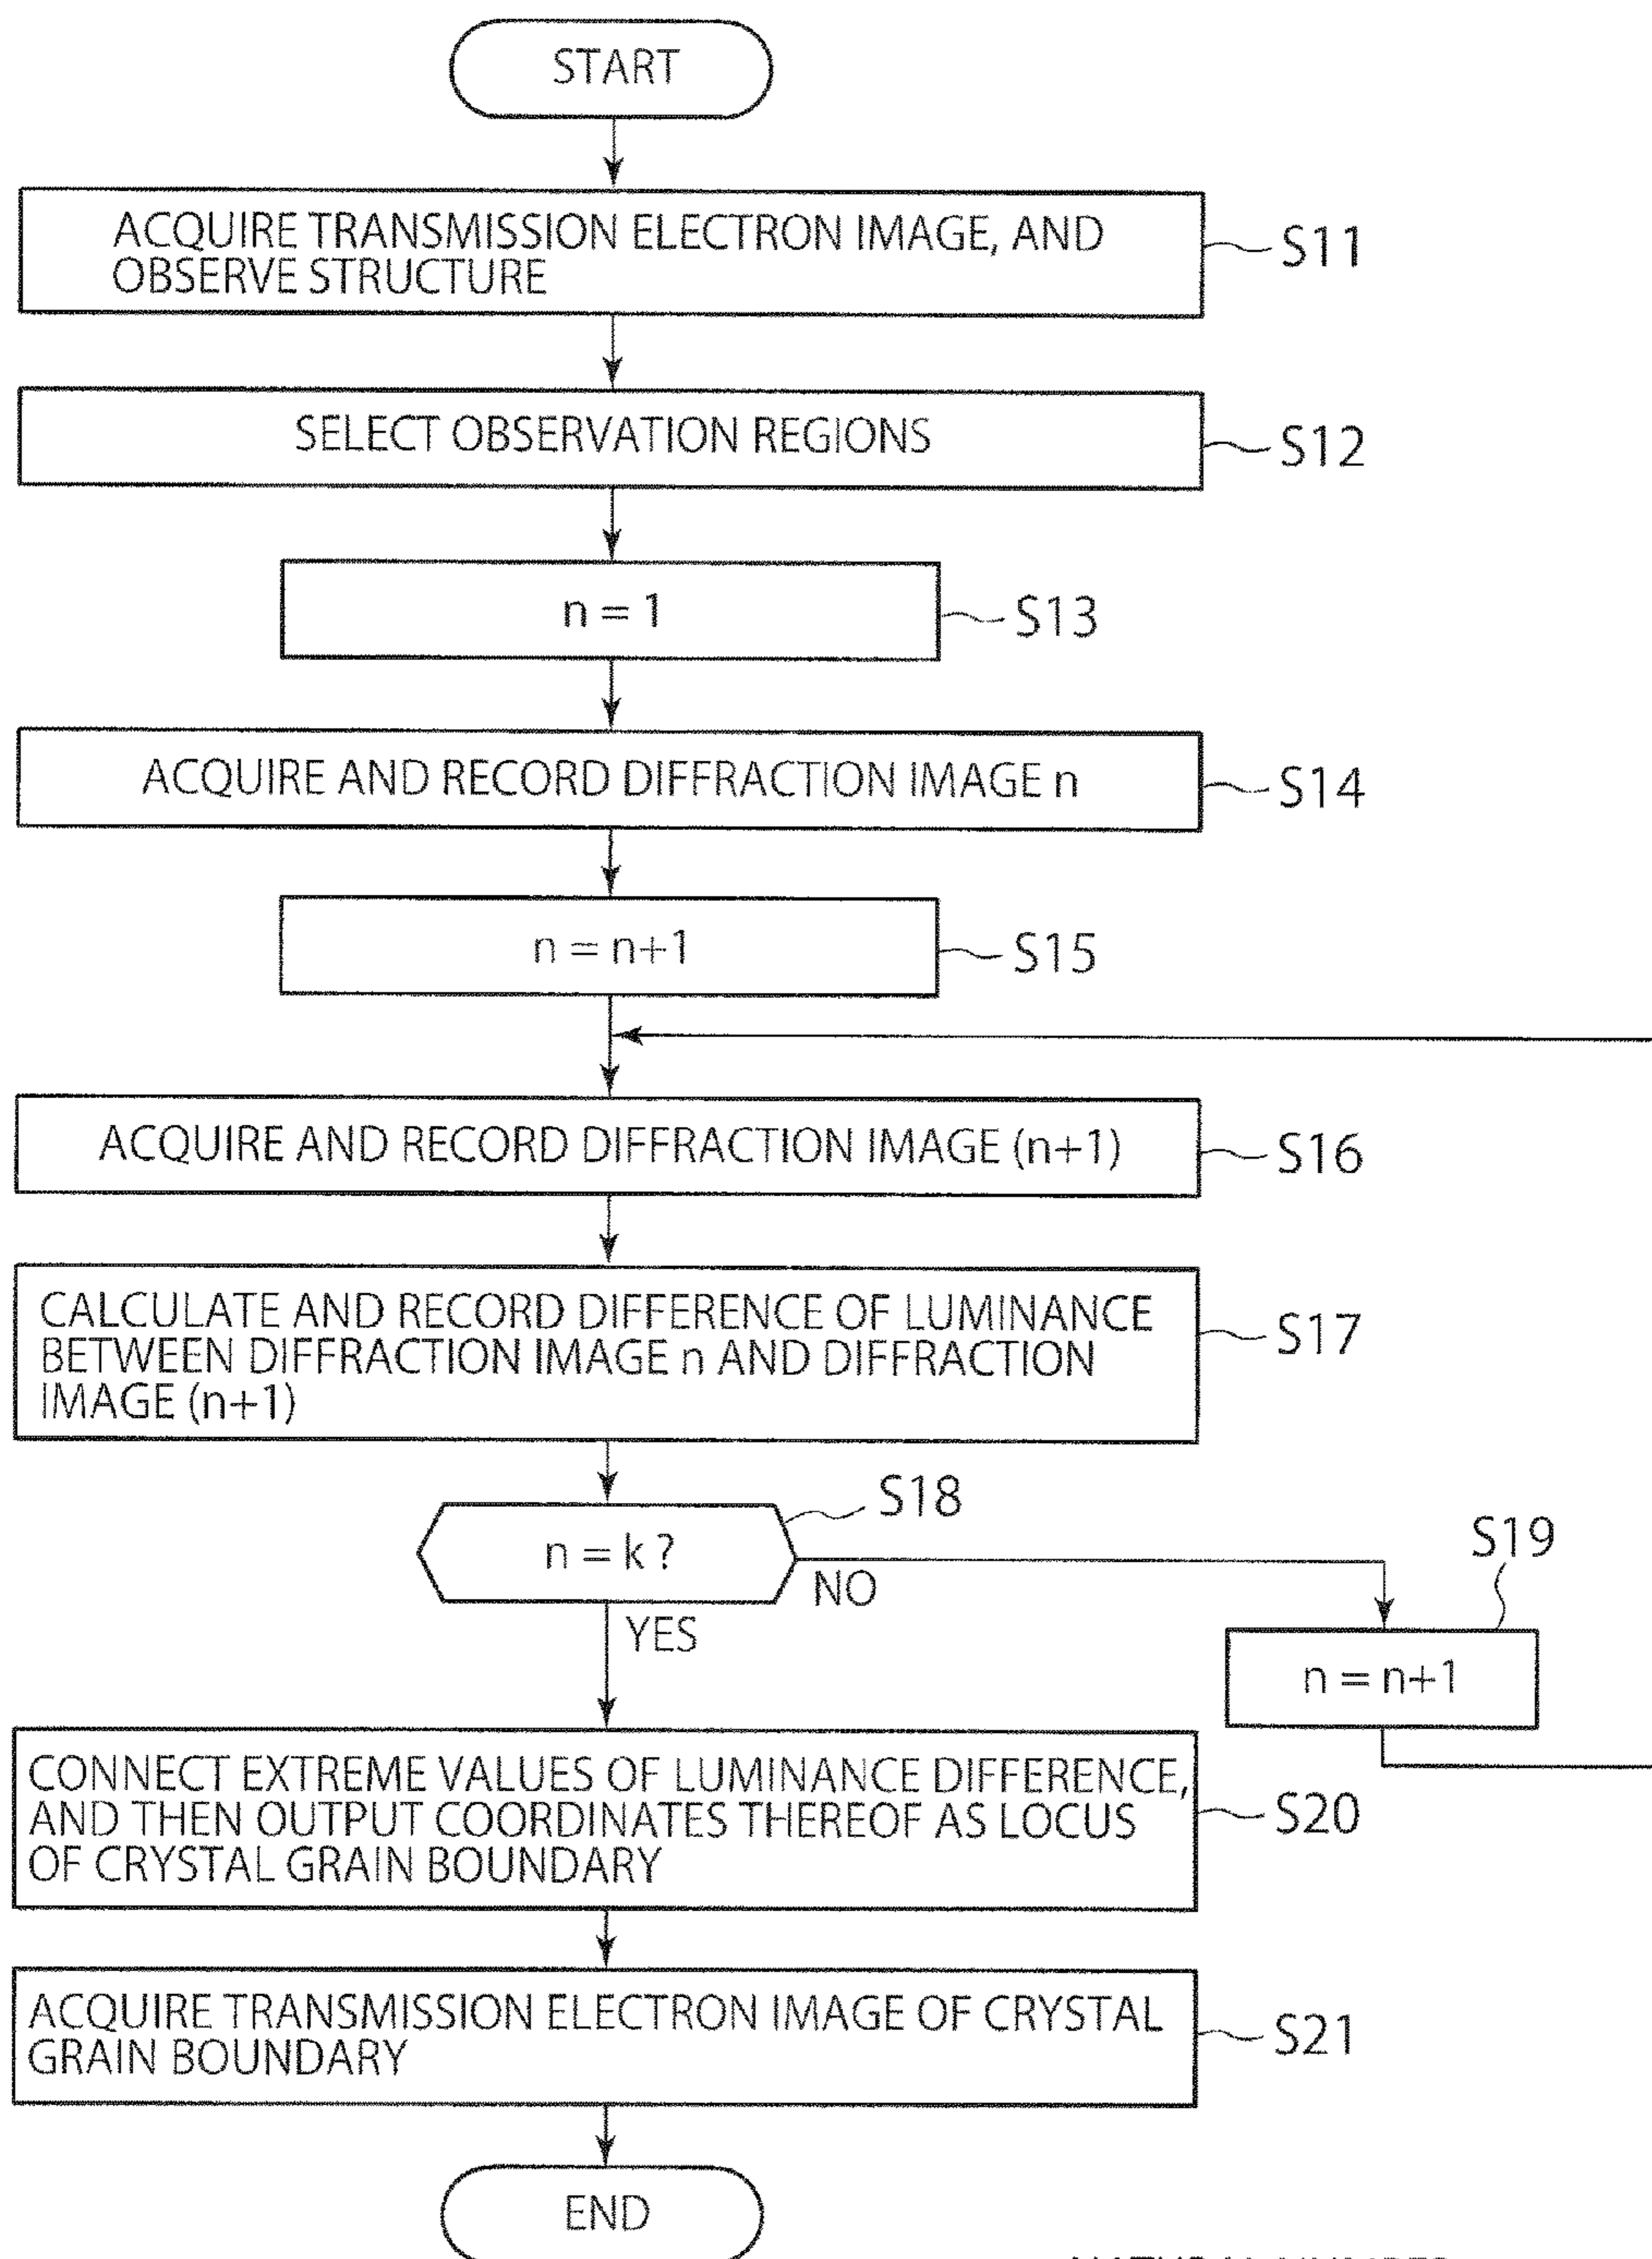 START
ACQUIRE TRANSMISSION ELECTRON IMAGE, AND
OBSERVE STRUCTURE
S11
SELECT OBSERVATION REGIONS
S12
n = 1
S13
ACQUIRE AND RECORD DIFFRACTION IMAGE n
S14
n = n+1
S15
ACQUIRE AND RECORD DIFFRACTION IMAGE (n+1)
S16
CALCULATE AND RECORD DIFFERENCE OF LUMINANCE
BETWEEN DIFFRACTION IMAGE n AND DIFFRACTION
IMAGE (n+1)
S17
n = k ?
S18
NO
YES
S19
n = n+1
CONNECT EXTREME VALUES OF LUMINANCE DIFFERENCE,
AND THEN OUTPUT COORDINATES THEREOF AS LOCUS
OF CRYSTAL GRAIN BOUNDARY
S20
ACQUIRE TRANSMISSION ELECTRON IMAGE OF CRYSTAL
GRAIN BOUNDARY
S21
END